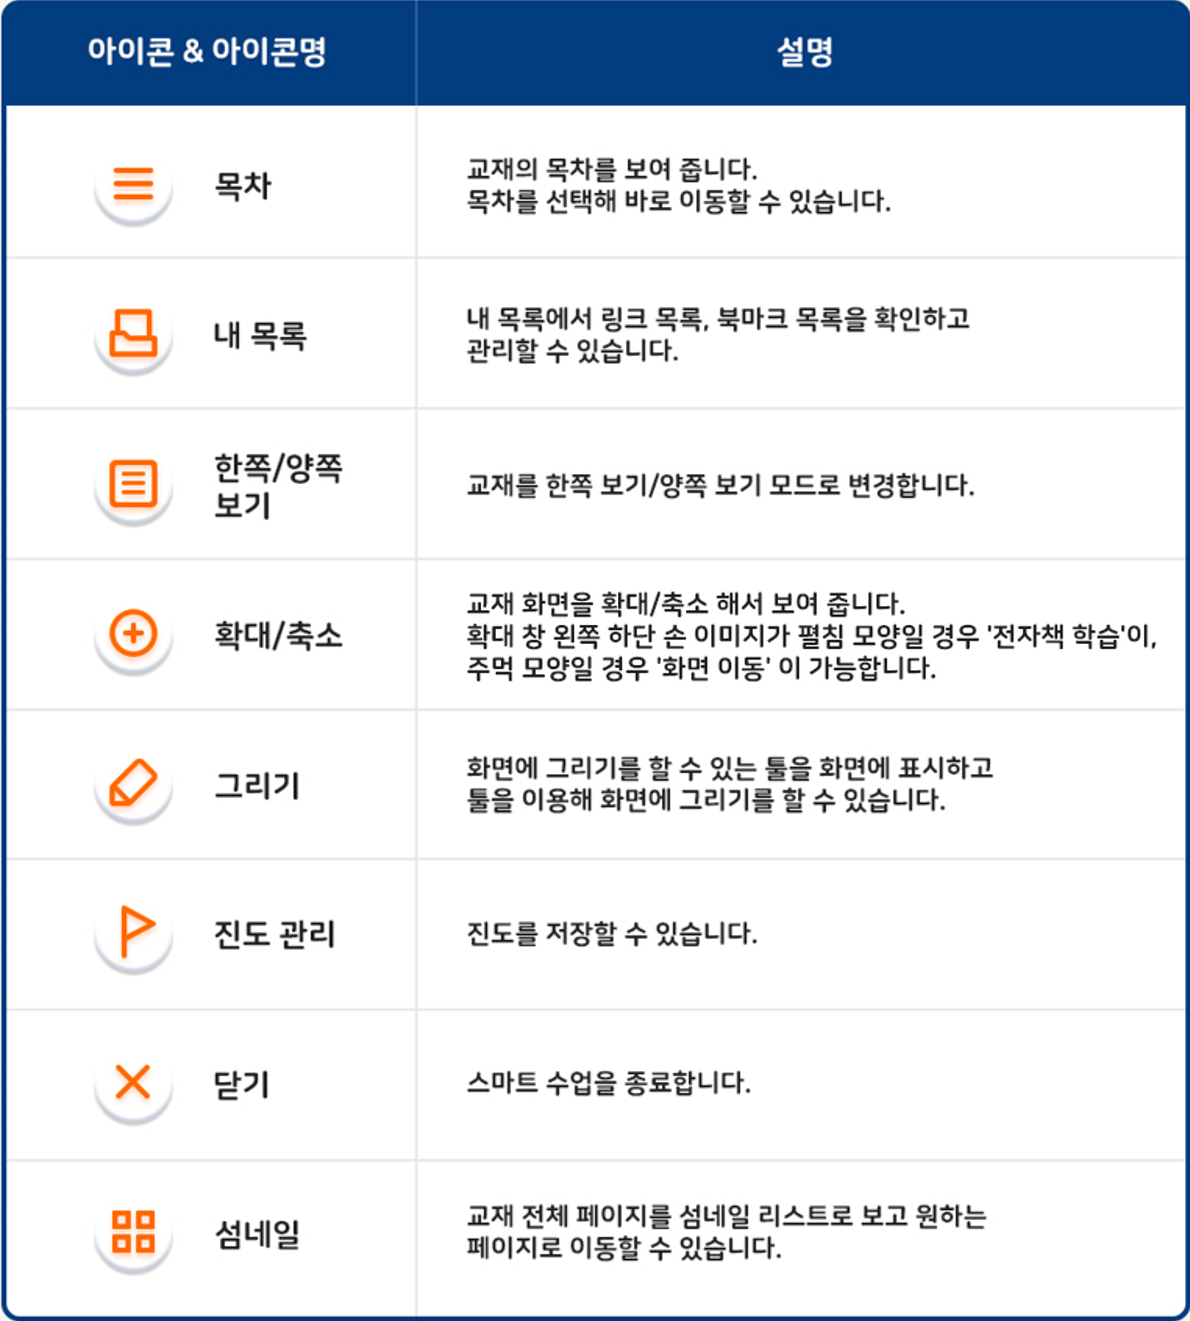 아이콘 & 아이콘명
설명
목차
교재의 목차를 보여 줍니다.
목차를 선택해 바로 이동할 수 있습니다.
내 목록
내 목록에서 링크 목록, 북마크 목록을 확인하고
관리할 수 있습니다.
한쪽/양쪽
보기
교재를 한쪽 보기/양쪽 보기 모드로 변경합니다.
확대/축소
교재 화면을 확대/축소 해서 보여 줍니다.
확대 창 왼쪽 하단 손 이미지가 펼침 모양일 경우 '전자책 학습'이,
주먹 모양일 경우 '화면 이동' 이 가능합니다.
그리기
화면에 그리기를 할 수 있는 툴을 화면에 표시하고
툴을 이용해 화면에 그리기를 할 수 있습니다.
진도 관리
진도를 저장할 수 있습니다.
닫기
스마트 수업을 종료합니다.
섬네일
교재 전체 페이지를 섬네일 리스트로 보고 원하는
페이지로 이동할 수 있습니다.